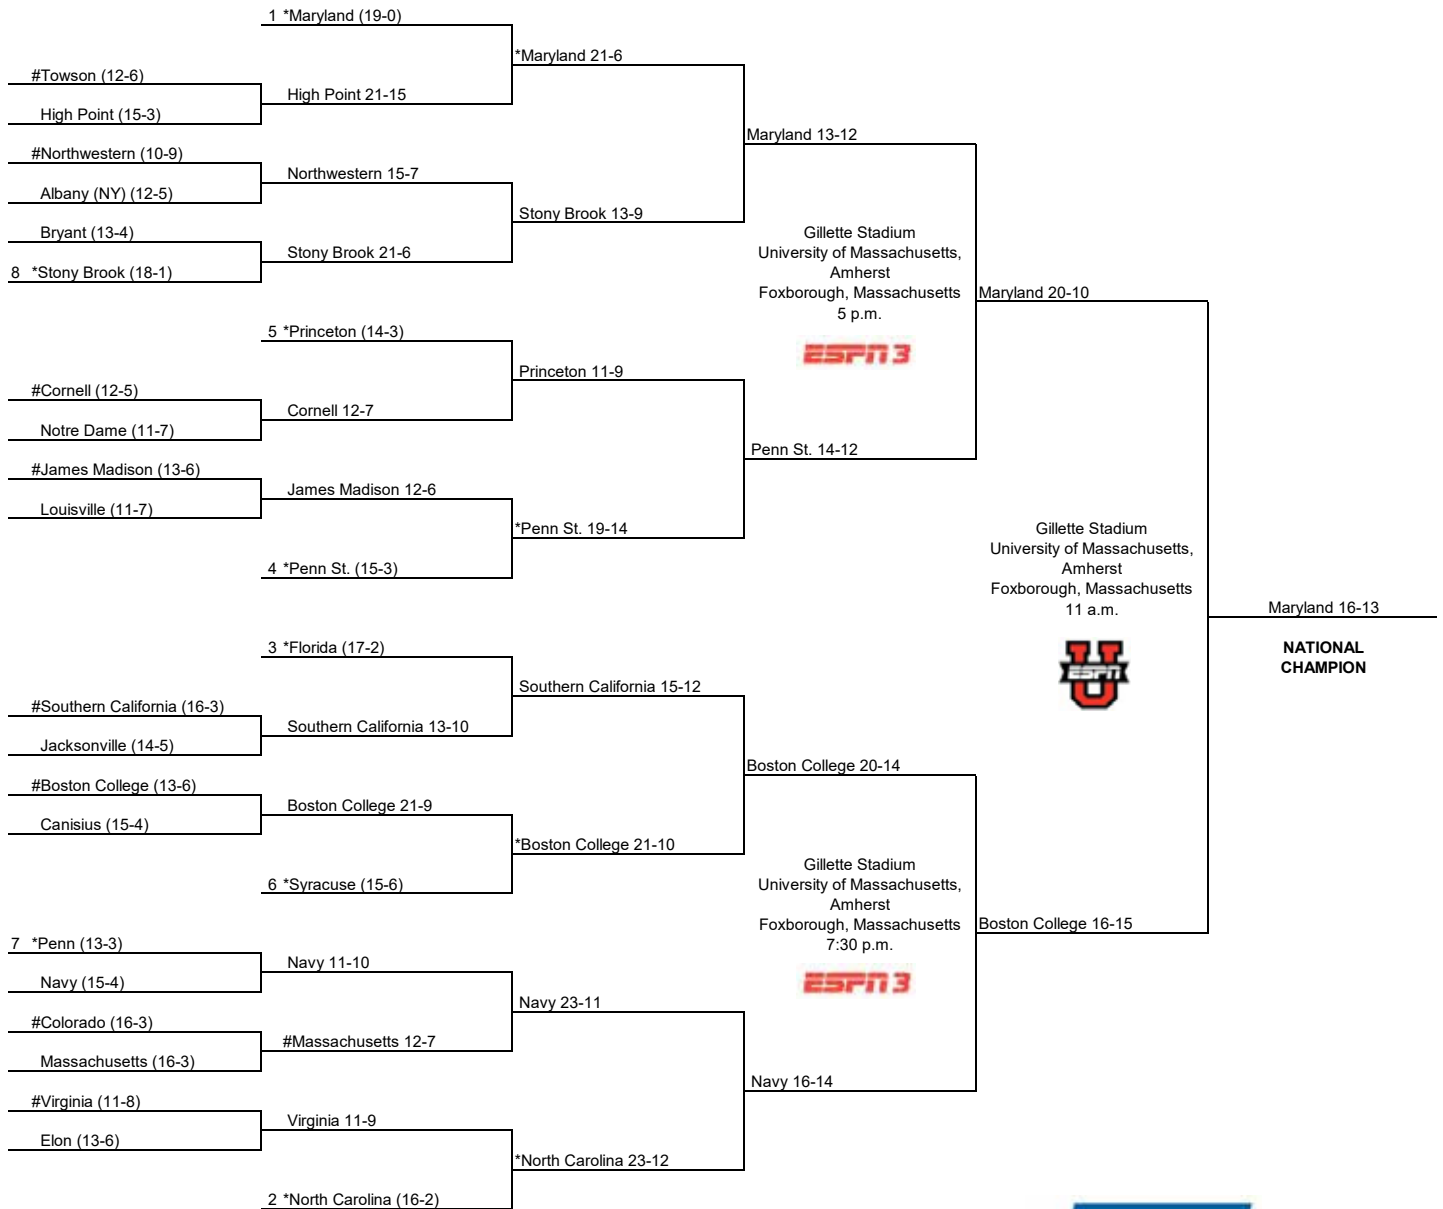 1 *Maryland (19-0)
*Maryland 21-6
#Towson (12-6)
High Point 21-15
High Point (15-3)
Maryland 13-12
#Northwestern (10-9)
Northwestern 15-7
Albany (NY) (12-5)
Stony Brook 13-9
Bryant (13-4)
Stony Brook 21-6
8 *Stony Brook (18-1)
Gillette Stadium
University of Massachusetts,
Amherst
Foxborough, Massachusetts
5 p.m.
ESPN 3
Maryland 20-10
5 *Princeton (14-3)
Princeton 11-9
#Cornell (12-5)
Cornell 12-7
Notre Dame (11-7)
Penn St. 14-12
#James Madison (13-6)
James Madison 12-6
Louisville (11-7)
*Penn St. 19-14
4 *Penn St. (15-3)
Gillette Stadium
University of Massachusetts,
Amherst
Foxborough, Massachusetts
11 a.m.
ESPN U
Maryland 16-13
NATIONAL
CHAMPION
3 *Florida (17-2)
Southern California 15-12
#Southern California (16-3)
Southern California 13-10
Jacksonville (14-5)
Boston College 20-14
#Boston College (13-6)
Boston College 21-9
Canisius (15-4)
*Boston College 21-10
6 *Syracuse (15-6)
Gillette Stadium
University of Massachusetts,
Amherst
Foxborough, Massachusetts
7:30 p.m.
ESPN 3
Boston College 16-15
7 *Penn (13-3)
Navy 11-10
Navy (15-4)
Navy 23-11
#Colorado (16-3)
#Massachusetts 12-7
Massachusetts (16-3)
Navy 16-14
#Virginia (11-8)
Virginia 11-9
Elon (13-6)
*North Carolina 23-12
2 *North Carolina (16-2)